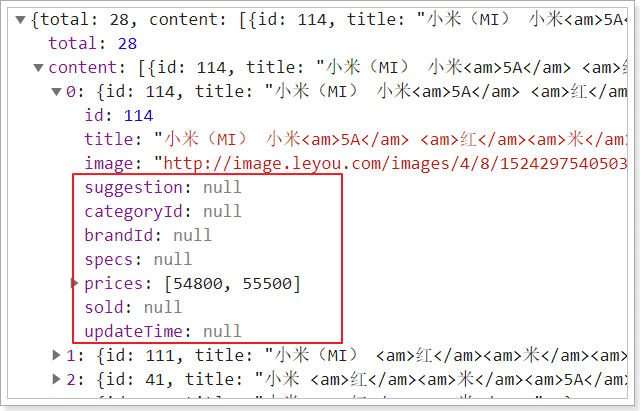 {total: 28, content: [{id: 114, title: "小米（MI） 小米<am>5A</am> <am>红</
total: 28
content: [{id: 114, title: "小米（MI） 小米<am>5A</am> <am>红
0: {id: 114, title: "小米（MI） 小米<am>5A</am> <am>红</
id: 114
title: "小米（MI） 小米<am>5A</am> <am>红</am><am>米</a
image: "http://image.leyou.com/images/4/8/1524297540503
suggestion: null
categoryId: null
brandId: null
specs: null
prices: [54800, 55500]
sold: null
updateTime: null
1: {id: 111, title: "小米（MI） <am>红</am><am>米</am><am>
2: {id: 41, title: "小米 <am>红</am><am>米</am><am>5A</am>